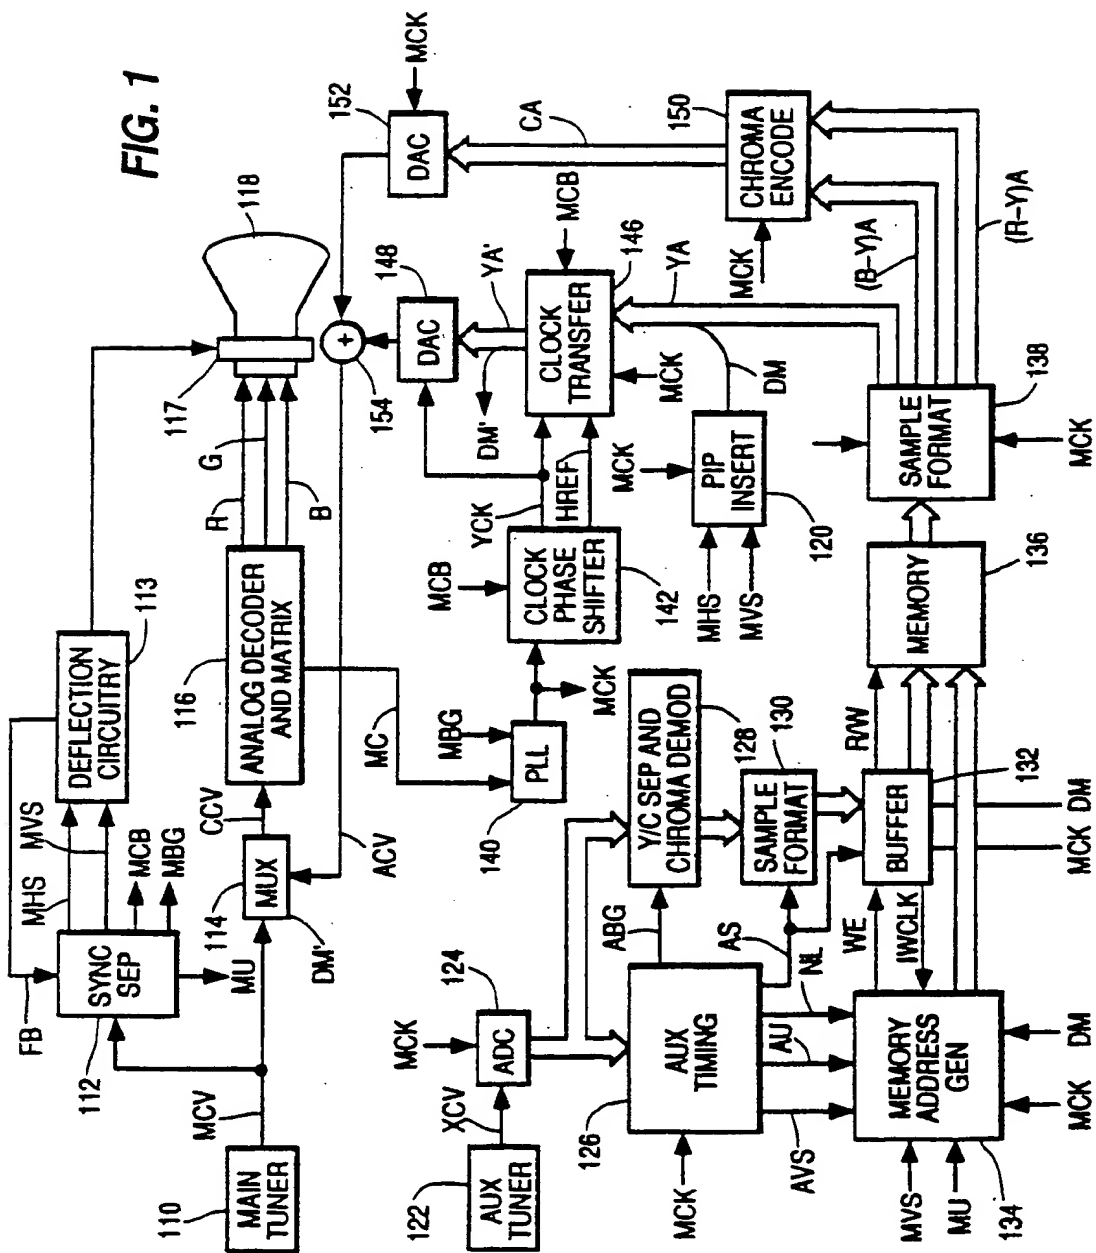 FIG. 1
MAIN TUNER
110
MCV
SYNC SEP
112
FB
MHS
MVS
MCB
MBG
MU
DEFLECTION CIRCUITRY
113
MUX
114
DM'
CCV
ACV
ANALOG DECODER AND MATRIX
116
R
G
B
117
118
MC
MBG
PLL
140
MCK
MCB
CLOCK PHASE SHIFTER
142
YCK
HREF
+
154
DAC
148
DM'
YA'
CLOCK TRANSFER
146
MCB
MCK
DAC
152
MCK
CA
CHROMA ENCODE
150
MCK
YA
DM
MCK
PIP INSERT
120
MHS
MVS
(B-Y)A
(R-Y)A
AUX TUNER
122
XCV
ADC
124
MCK
AUX TIMING
126
MCK
ABG
AS
NL
AU
AVS
Y/C SEP AND CHROMA DEMOD
128
SAMPLE FORMAT
130
BUFFER
132
WE
IWCLK
R/W
MCK
DM
MEMORY ADDRESS GEN
134
MVS
MU
MCK
DM
MEMORY
136
SAMPLE FORMAT
138
MCK